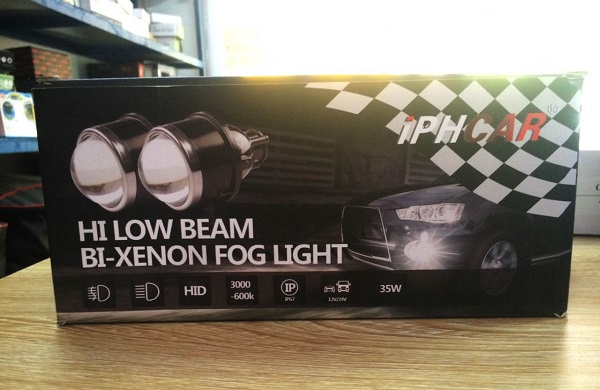 iPHCAR
HI LOW BEAM
BI-XENON FOG LIGHT
HID
3000
-600k
IP
IP67
12V/24V
35W